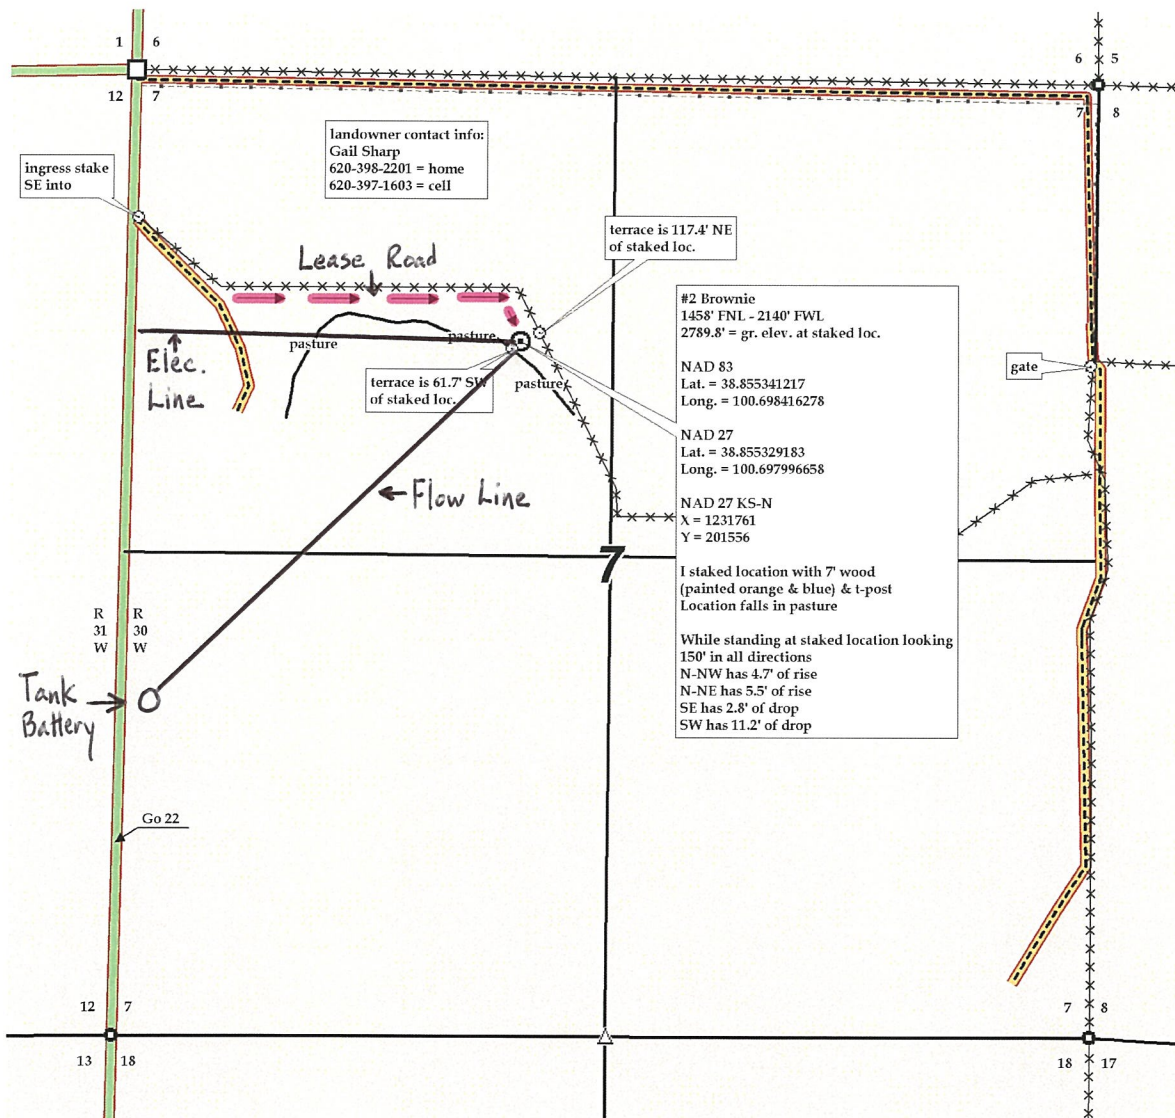 1 6
6 5
12 7
7 8
landowner contact info:
Gail Sharp
620-398-2201 = home
620-397-1603 = cell
ingress stake
SE into
terrace is 117.4' NE
of staked loc.
Lease Road
#2 Brownie
1458' FNL - 2140' FWL
2789.8' = gr. elev. at staked loc.
NAD 83
Lat. = 38.855341217
Long. = 100.698416278
NAD 27
Lat. = 38.855329183
Long. = 100.697996658
NAD 27 KS-N
X = 1231761
Y = 201556
I staked location with 7' wood
(painted orange & blue) & t-post
Location falls in pasture
While standing at staked location looking
150' in all directions
N-NW has 4.7' of rise
N-NE has 5.5' of rise
SE has 2.8' of drop
SW has 11.2' of drop
pasture
pasture
pasture
Elec.
Line
terrace is 61.7' SW
of staked loc.
gate
Flow Line
7
R R
31 30
W W
Tank
Battery
Go 22
12 7
7 8
13 18
18 17